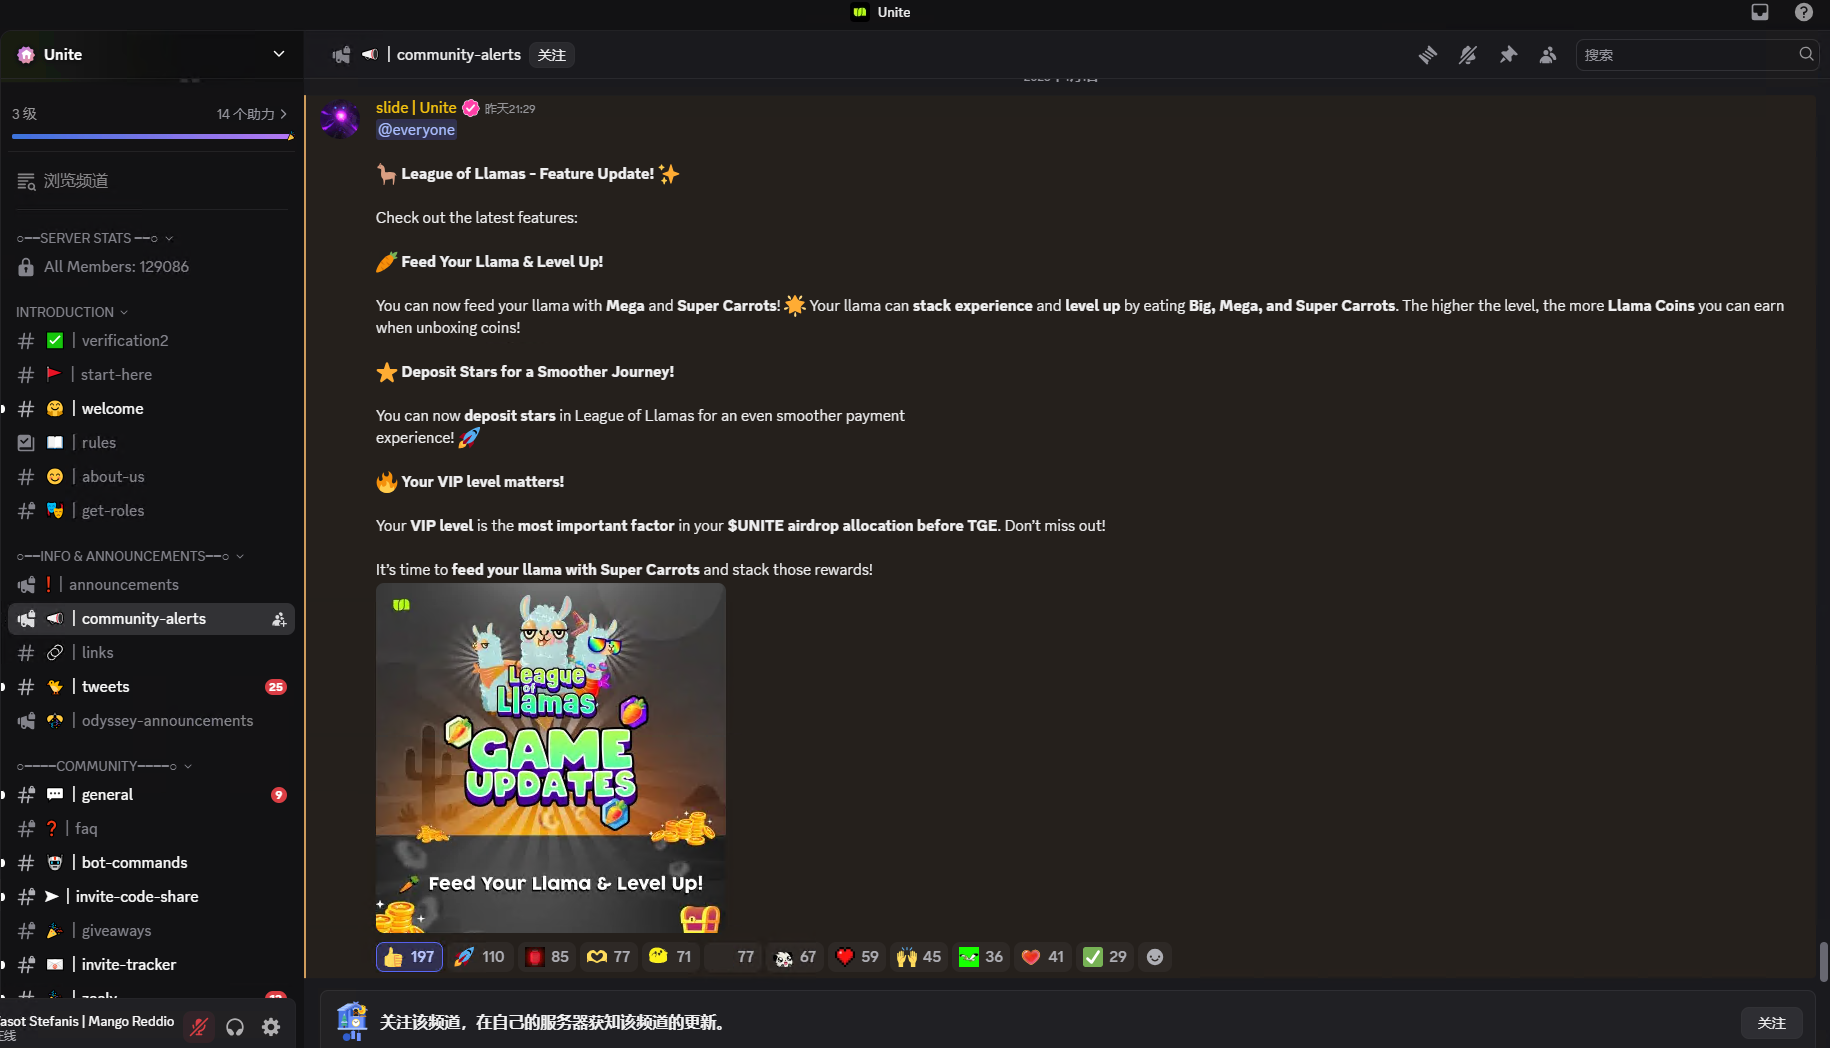 Unite
Unite
| community-alerts 关注
搜索
3 级 14 个助力
浏览频道
SERVER STATS
All Members: 129086
INTRODUCTION
| verification2
| start-here
| welcome
| rules
| about-us
| get-roles
INFO & ANNOUNCEMENTS
| announcements
| community-alerts
| links
| tweets 25
| odyssey-announcements
COMMUNITY
| general 9
| faq
| bot-commands
| invite-code-share
| giveaways
| invite-tracker
asot Stefanis | Mango Reddio
slide | Unite 昨天21:29
@everyone
League of Llamas - Feature Update!
Check out the latest features:
Feed Your Llama & Level Up!
You can now feed your llama with Mega and Super Carrots! Your llama can stack experience and level up by eating Big, Mega, and Super Carrots. The higher the level, the more Llama Coins you can earn
when unboxing coins!
Deposit Stars for a Smoother Journey!
You can now deposit stars in League of Llamas for an even smoother payment
experience!
Your VIP level matters!
Your VIP level is the most important factor in your $UNITE airdrop allocation before TGE. Don’t miss out!
It’s time to feed your llama with Super Carrots and stack those rewards!
League
of
Llamas
GAME
UPDATES
Feed Your Llama & Level Up!
197 110 85 77 71 77 67 59 45 36 41 29
关注该频道，在自己的服务器获知该频道的更新。
关注